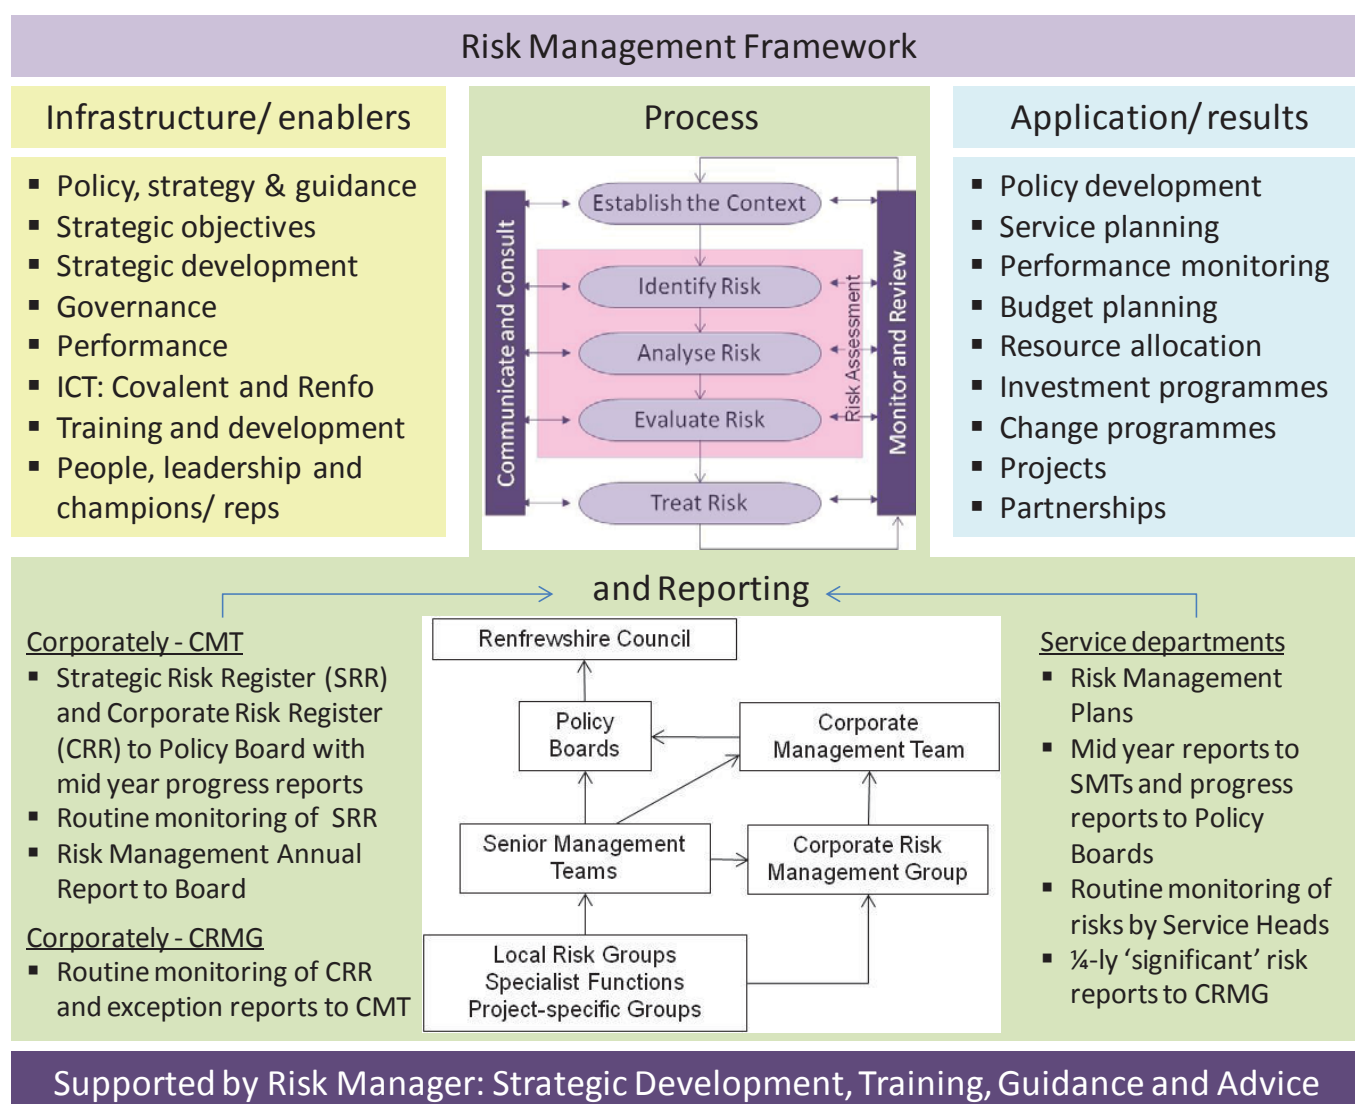 Risk Management Framework
Infrastructure/ enablers
▪ Policy, strategy & guidance
▪ Strategic objectives
▪ Strategic development
▪ Governance
▪ Performance
▪ ICT: Covalent and Renfo
▪ Training and development
▪ People, leadership and
champions/ reps
Process
Communicate and Consult
Establish the Context
Identify Risk
Analyse Risk
Evaluate Risk
Treat Risk
Risk Assessment
Monitor and Review
Application/ results
▪ Policy development
▪ Service planning
▪ Performance monitoring
▪ Budget planning
▪ Resource allocation
▪ Investment programmes
▪ Change programmes
▪ Projects
▪ Partnerships
and Reporting
Corporately - CMT
▪ Strategic Risk Register (SRR)
and Corporate Risk Register
(CRR) to Policy Board with
mid year progress reports
▪ Routine monitoring of SRR
▪ Risk Management Annual
Report to Board
Corporately - CRMG
▪ Routine monitoring of CRR
and exception reports to CMT
Renfrewshire Council
Policy
Boards
Corporate
Management Team
Senior Management
Teams
Corporate Risk
Management Group
Local Risk Groups
Specialist Functions
Project-specific Groups
Service departments
▪ Risk Management
Plans
▪ Mid year reports to
SMTs and progress
reports to Policy
Boards
▪ Routine monitoring of
risks by Service Heads
▪ ¼-ly ‘significant’ risk
reports to CRMG
Supported by Risk Manager: Strategic Development, Training, Guidance and Advice